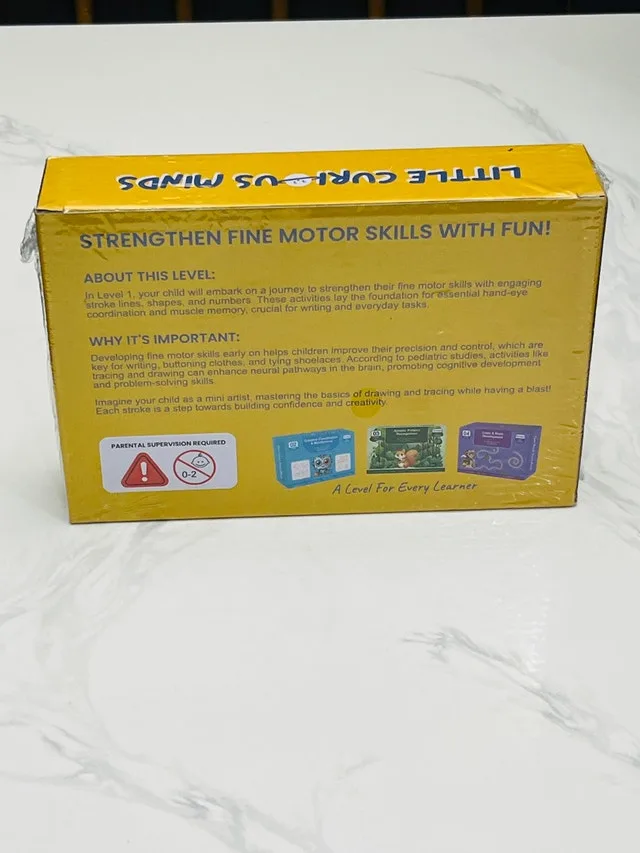 LITTLE CURIOUS MINDS
STRENGTHEN FINE MOTOR SKILLS WITH FUN!
ABOUT THIS LEVEL:
In Level 1, your child will embark on a journey to strengthen their fine motor skills with engaging
stroke lines, shapes, and numbers. These activities lay the foundation for essential hand-eye
coordination and muscle memory, crucial for writing and everyday tasks.
WHY IT'S IMPORTANT:
Developing fine motor skills early on helps children improve their precision and control, which are
key for writing, buttoning clothes, and tying shoelaces. According to pediatric studies, activities like
tracing and drawing can enhance neural pathways in the brain, promoting cognitive development
and problem-solving skills.
Imagine your child as a mini artist, mastering the basics of drawing and tracing while having a blast!
Each stroke is a step towards building confidence and creativity.
PARENTAL SUPERVISION REQUIRED
0-2
A Level For Every Learner